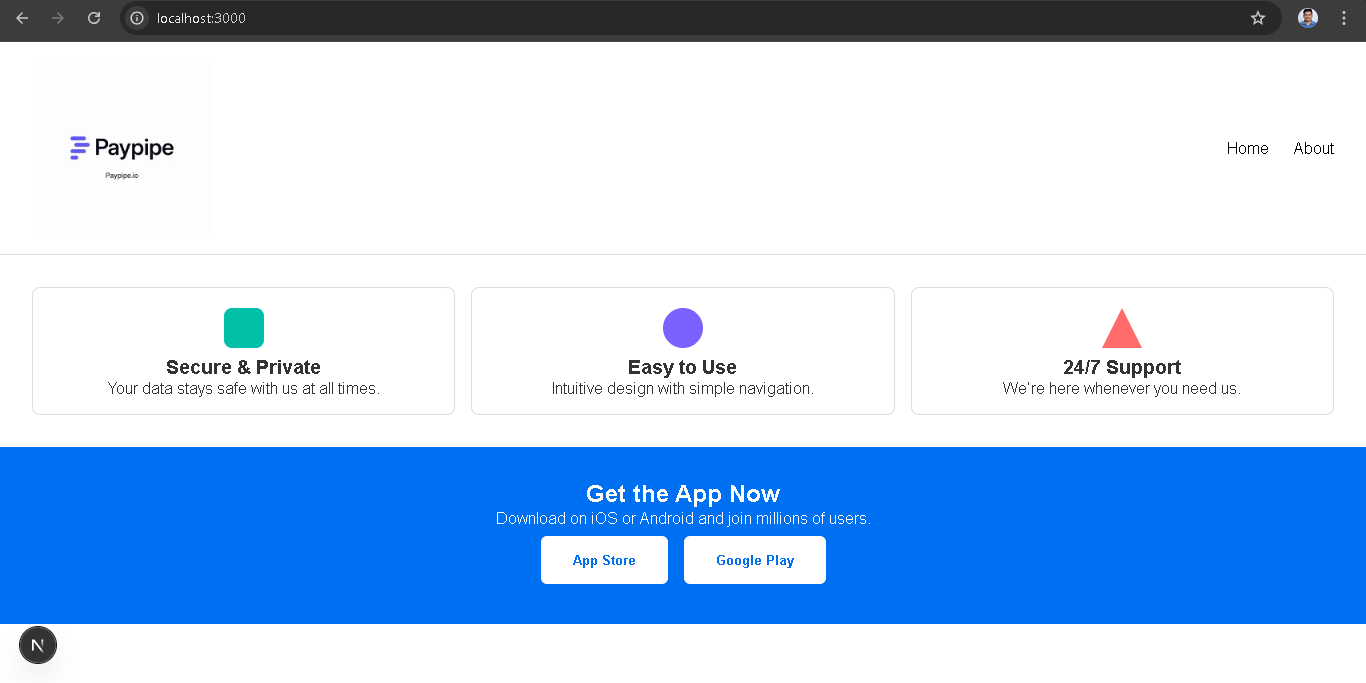 localhost:3000
Paypipe
Paypipe.io
Home About
Secure & Private
Your data stays safe with us at all times.
Easy to Use
Intuitive design with simple navigation.
24/7 Support
We're here whenever you need us.
Get the App Now
Download on iOS or Android and join millions of users.
App Store Google Play
N